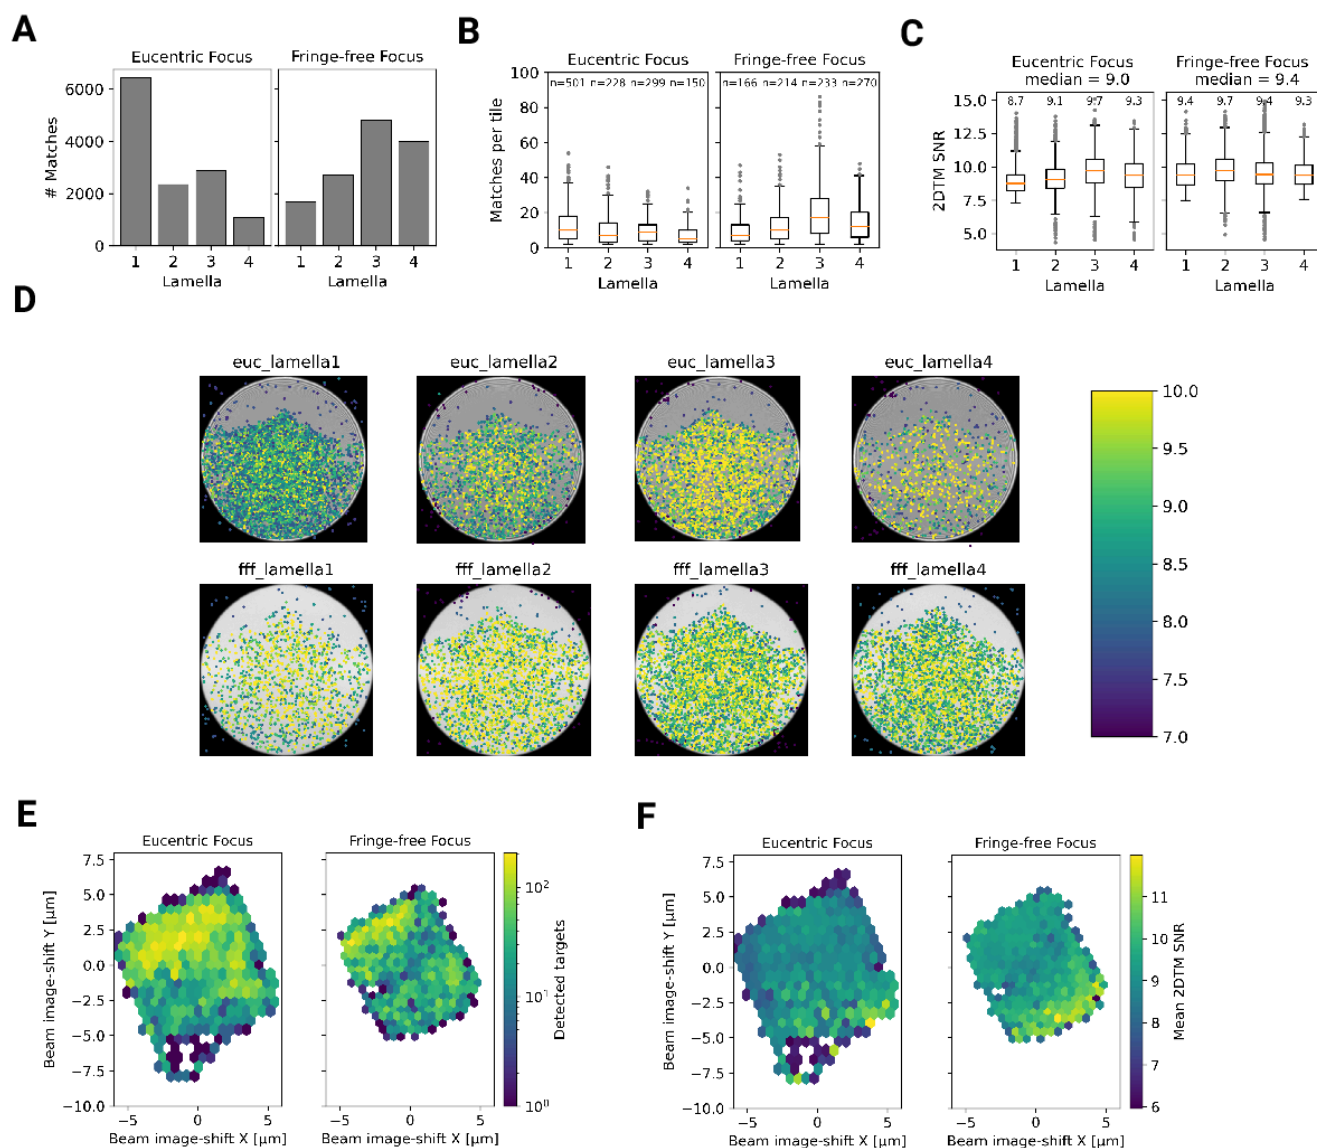 A
Eucentric Focus
Fringe-free Focus
# Matches
6000
4000
2000
0
1 2 3 4
1 2 3 4
Lamella
Lamella
B
Eucentric Focus
Fringe-free Focus
Matches per tile
100
80
60
40
20
0
n=501 n=228 n=299 n=150
n=166 n=214 n=233 n=270
1 2 3 4
1 2 3 4
Lamella
Lamella
C
Eucentric Focus
median = 9.0
Fringe-free Focus
median = 9.4
2DTM SNR
15.0
12.5
10.0
7.5
5.0
8.7 9.1 9.7 9.3
9.4 9.7 9.4 9.3
1 2 3 4
1 2 3 4
Lamella
Lamella
D
euc_lamella1
euc_lamella2
euc_lamella3
euc_lamella4
fff_lamella1
fff_lamella2
fff_lamella3
fff_lamella4
10.0
9.5
9.0
8.5
8.0
7.5
7.0
E
Eucentric Focus
Fringe-free Focus
Beam image-shift Y [µm]
7.5
5.0
2.5
0.0
−2.5
−5.0
−7.5
−10.0
−5 0 5
−5 0 5
Beam image-shift X [µm]
Beam image-shift X [µm]
10²
10¹
10⁰
Detected targets
F
Eucentric Focus
Fringe-free Focus
Beam image-shift Y [µm]
7.5
5.0
2.5
0.0
−2.5
−5.0
−7.5
−10.0
−5 0 5
−5 0 5
Beam image-shift X [µm]
Beam image-shift X [µm]
11
10
9
8
7
6
Mean 2DTM SNR